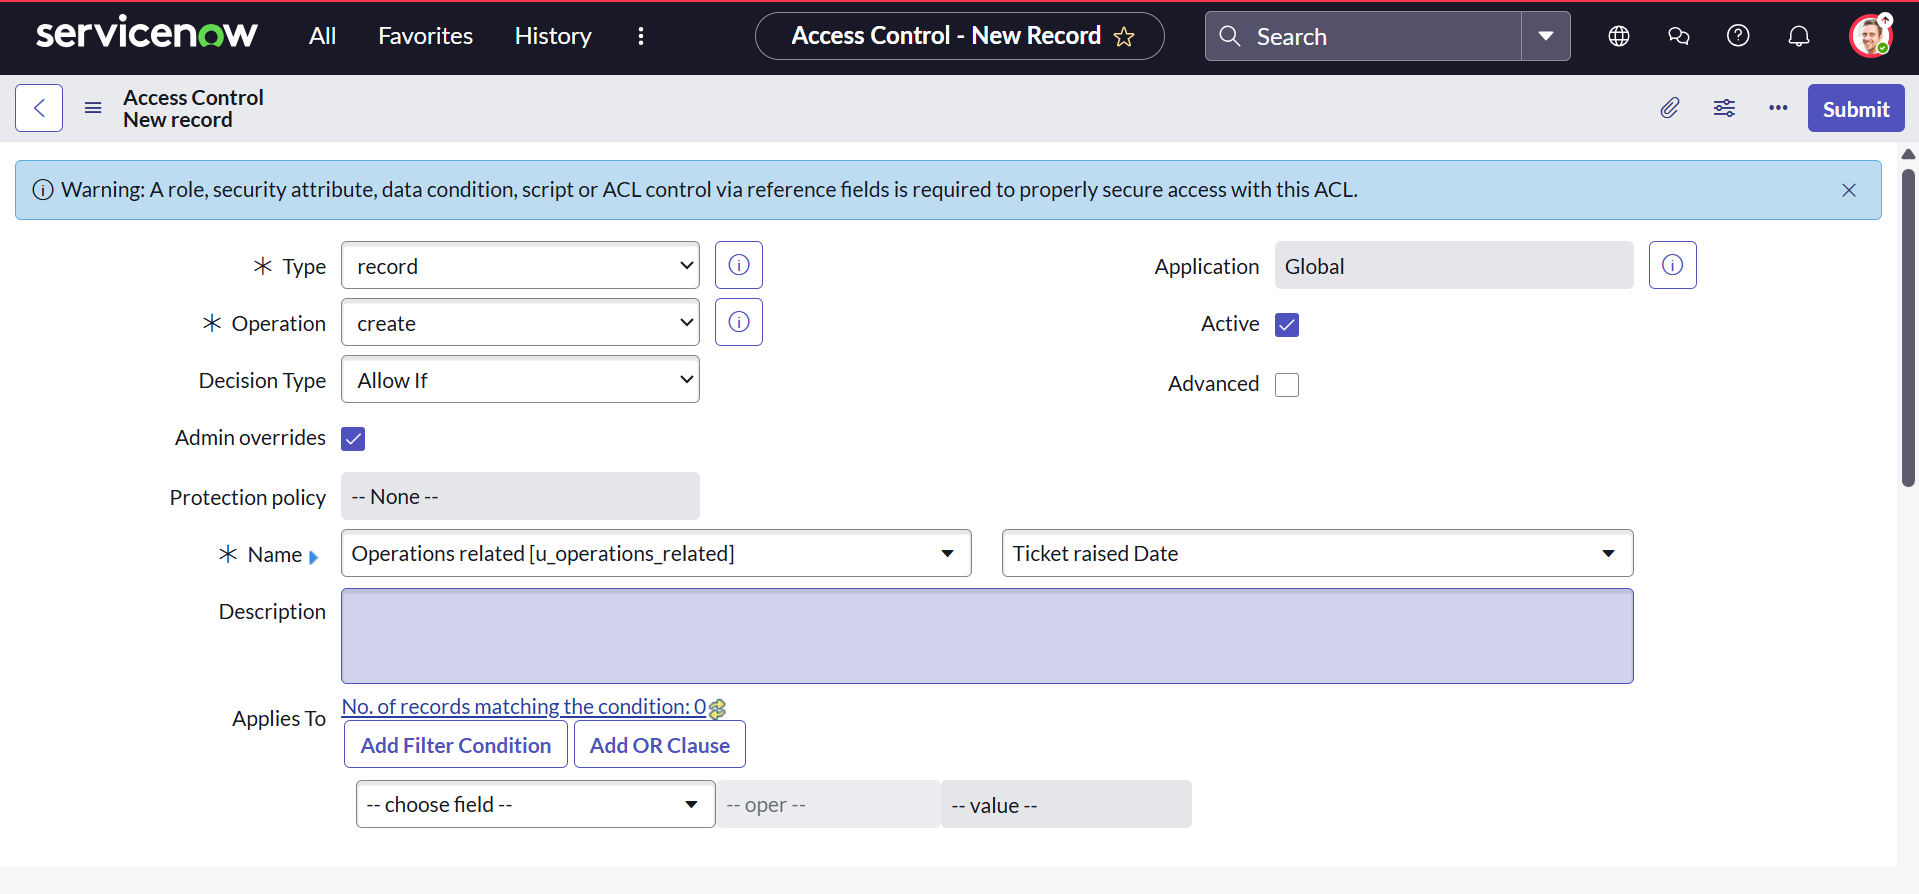 servicenow All Favorites History Access Control - New Record Search
Access Control
New record
Submit
Warning: A role, security attribute, data condition, script or ACL control via reference fields is required to properly secure access with this ACL.
Type record Application Global
Operation create Active
Decision Type Allow If Advanced
Admin overrides
Protection policy -- None --
Name Operations related [u_operations_related] Ticket raised Date
Description
Applies To No. of records matching the condition: 0
Add Filter Condition Add OR Clause
-- choose field -- -- oper -- -- value --